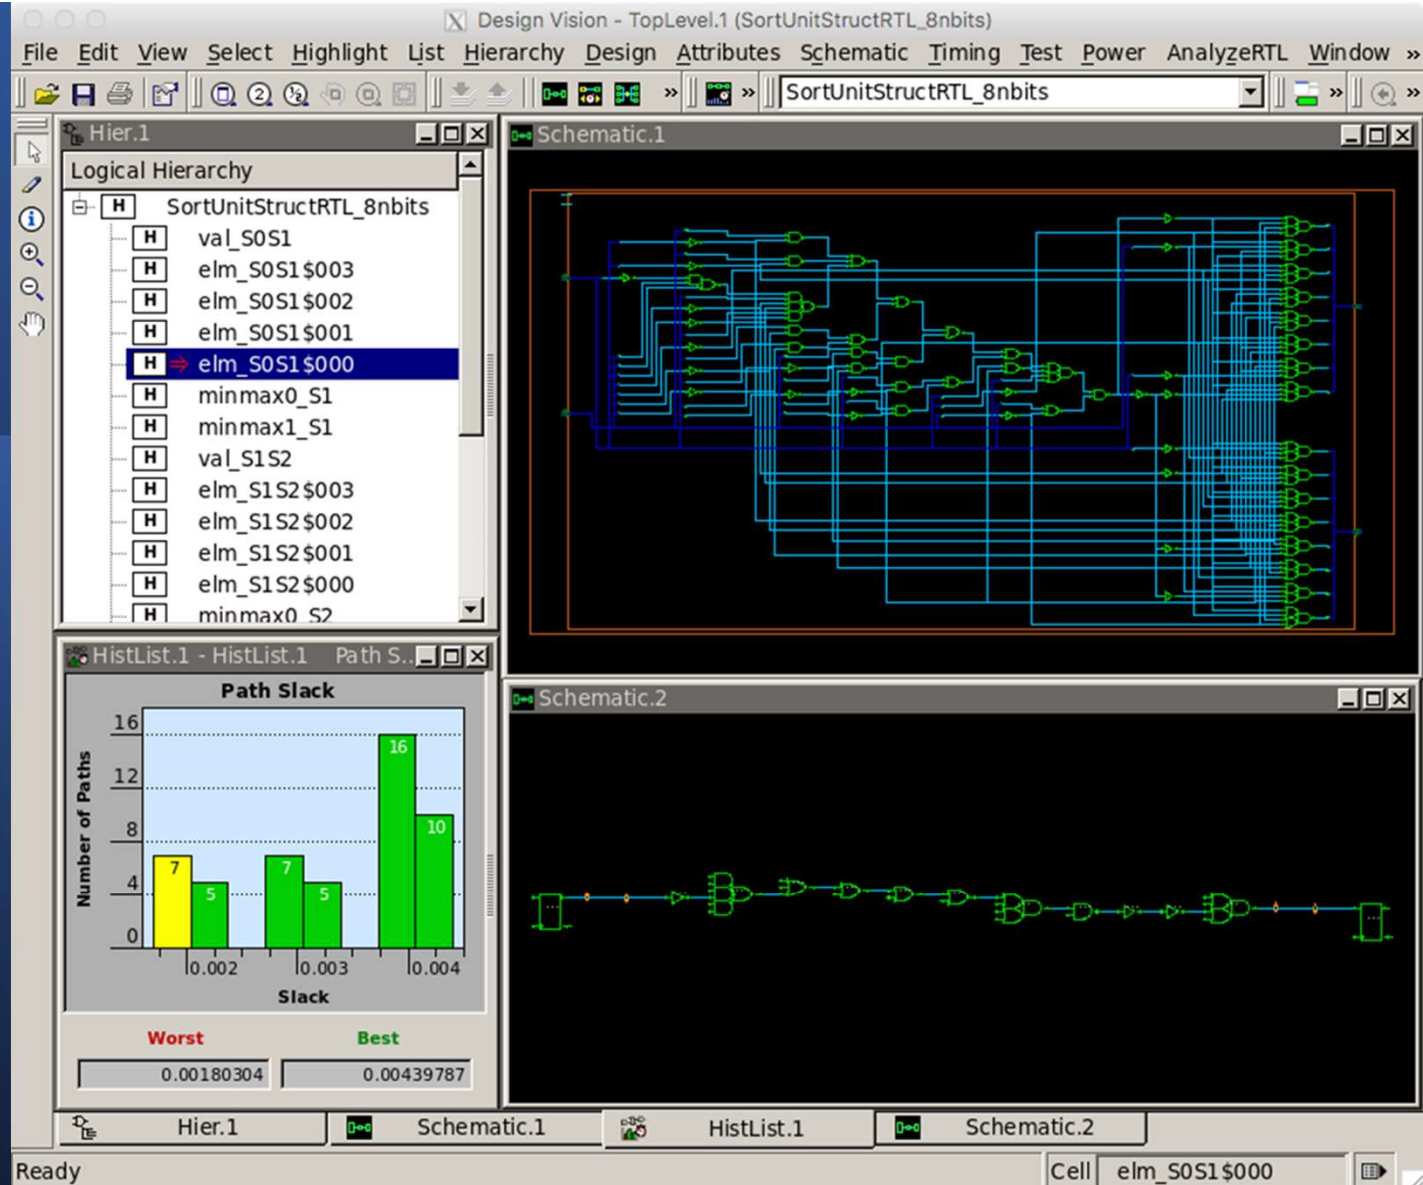 Design Vision - TopLevel.1 (SortUnitStructRTL_8nbits)
File Edit View Select Highlight List Hierarchy Design Attributes Schematic Timing Test Power AnalyzeRTL Window »
2 ½ » » SortUnitStructRTL_8nbits » »
Hier.1
Logical Hierarchy
H SortUnitStructRTL_8nbits
H val_S0S1
H elm_S0S1$003
H elm_S0S1$002
H elm_S0S1$001
H elm_S0S1$000
H minmax0_S1
H minmax1_S1
H val_S1S2
H elm_S1S2$003
H elm_S1S2$002
H elm_S1S2$001
H elm_S1S2$000
H minmax0_S2
Schematic.1
HistList.1 - HistList.1 Path S..
Path Slack
Number of Paths
16
12
8
4
0
7
5
7
5
16
10
0.002 0.003 0.004
Slack
Worst Best
0.00180304 0.00439787
Schematic.2
Hier.1 Schematic.1 HistList.1 Schematic.2
Ready Cell elm_S0S1$000